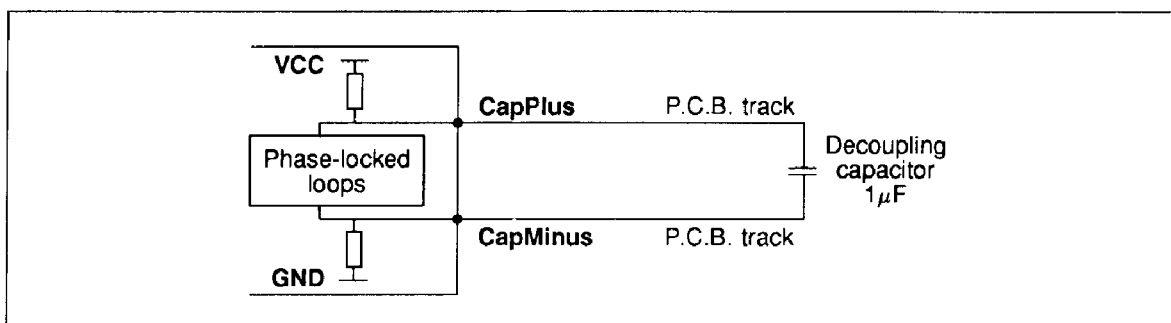 VCC
CapPlus
P.C.B. track
Phase-locked
loops
Decoupling
capacitor
1µF
CapMinus
P.C.B. track
GND